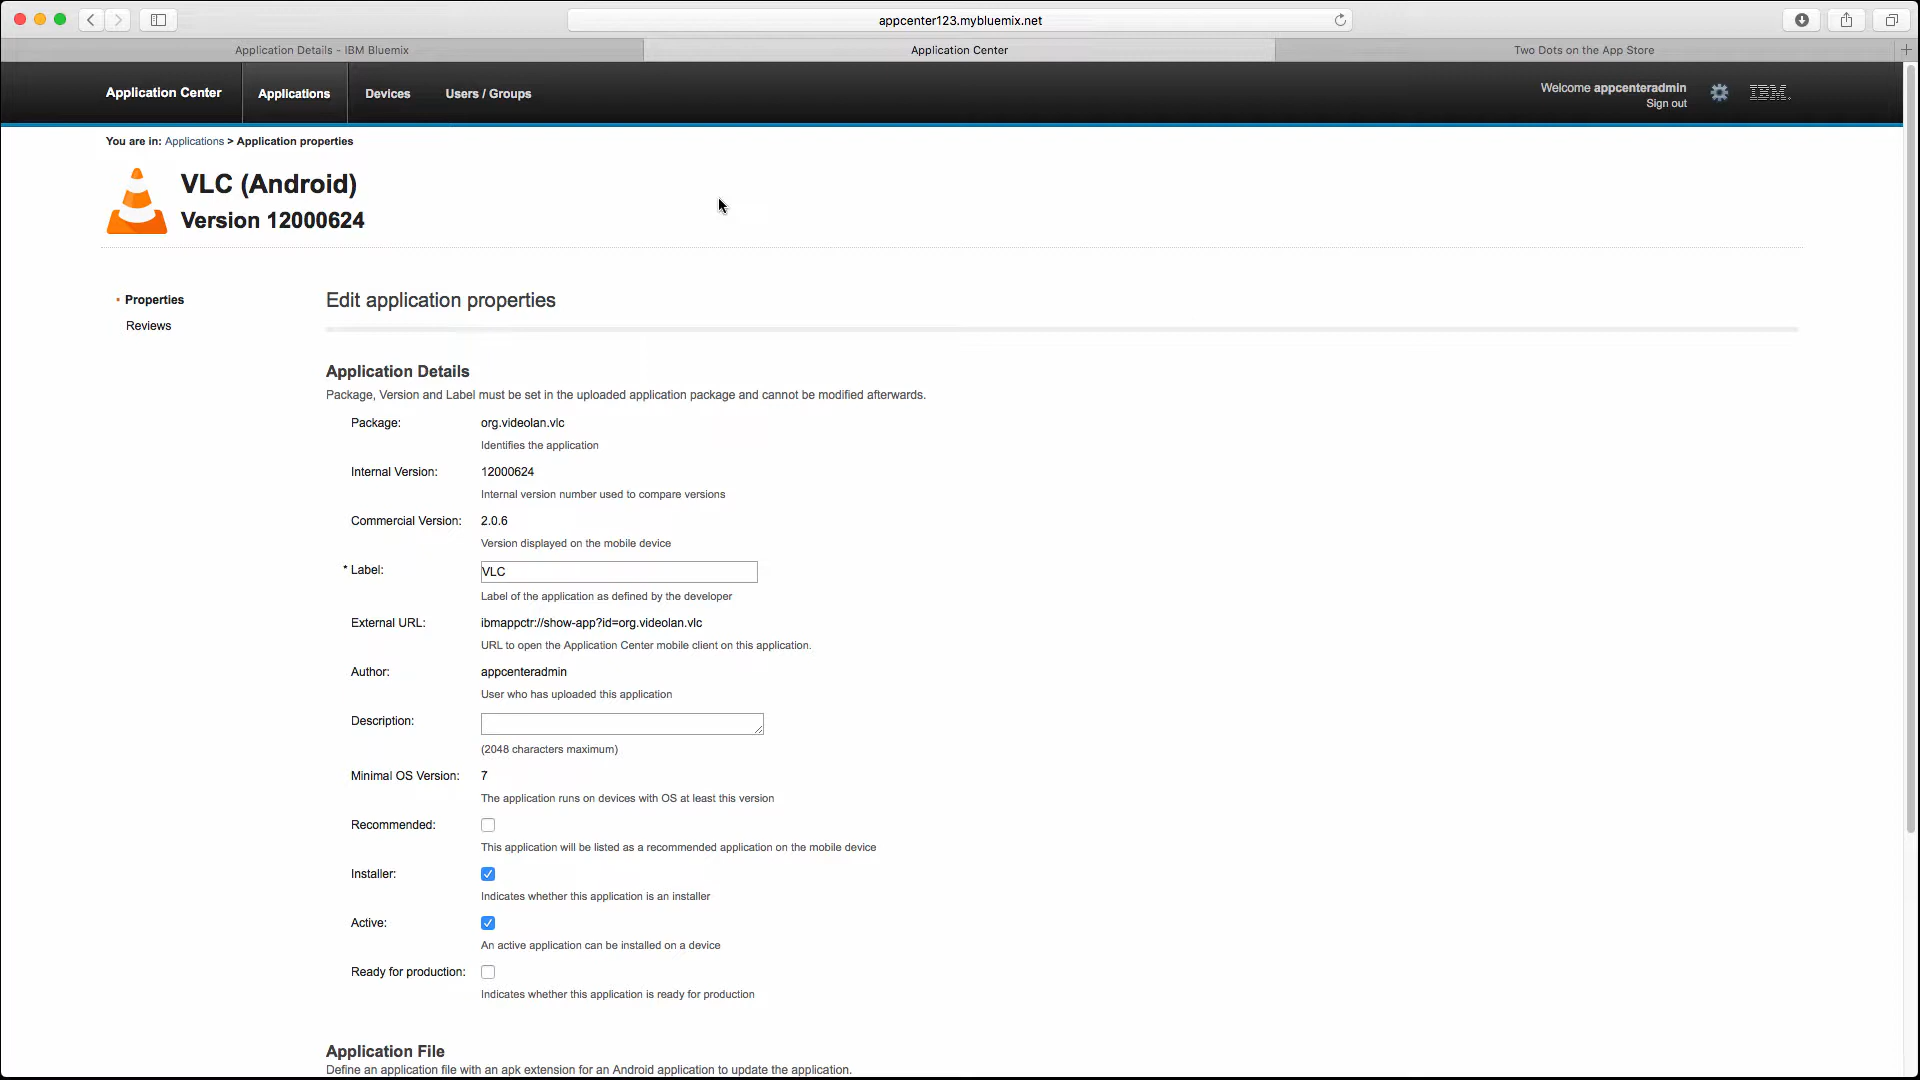 appcenter123.mybluemix.net
Application Details - IBM Bluemix
Application Center
Two Dots on the App Store
Application Center
Applications
Devices
Users / Groups
Welcome appcenteradmin
Sign out
IBM.
You are in: Applications > Application properties
VLC (Android)
Version 12000624
Properties
Reviews
Edit application properties
Application Details
Package, Version and Label must be set in the uploaded application package and cannot be modified afterwards.
Package: org.videolan.vlc
Identifies the application
Internal Version: 12000624
Internal version number used to compare versions
Commercial Version: 2.0.6
Version displayed on the mobile device
* Label: VLC
Label of the application as defined by the developer
External URL: ibmappctr://show-app?id=org.videolan.vlc
URL to open the Application Center mobile client on this application.
Author: appcenteradmin
User who has uploaded this application
Description:
(2048 characters maximum)
Minimal OS Version: 7
The application runs on devices with OS at least this version
Recommended:
This application will be listed as a recommended application on the mobile device
Installer:
Indicates whether this application is an installer
Active:
An active application can be installed on a device
Ready for production:
Indicates whether this application is ready for production
Application File
Define an application file with an apk extension for an Android application to update the application.